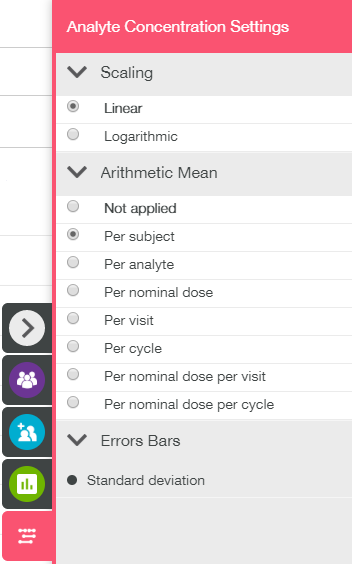 Analyte Concentration Settings
Scaling
Linear
Logarithmic
Arithmetic Mean
Not applied
Per subject
Per analyte
Per nominal dose
Per visit
Per cycle
Per nominal dose per visit
Per nominal dose per cycle
Errors Bars
Standard deviation